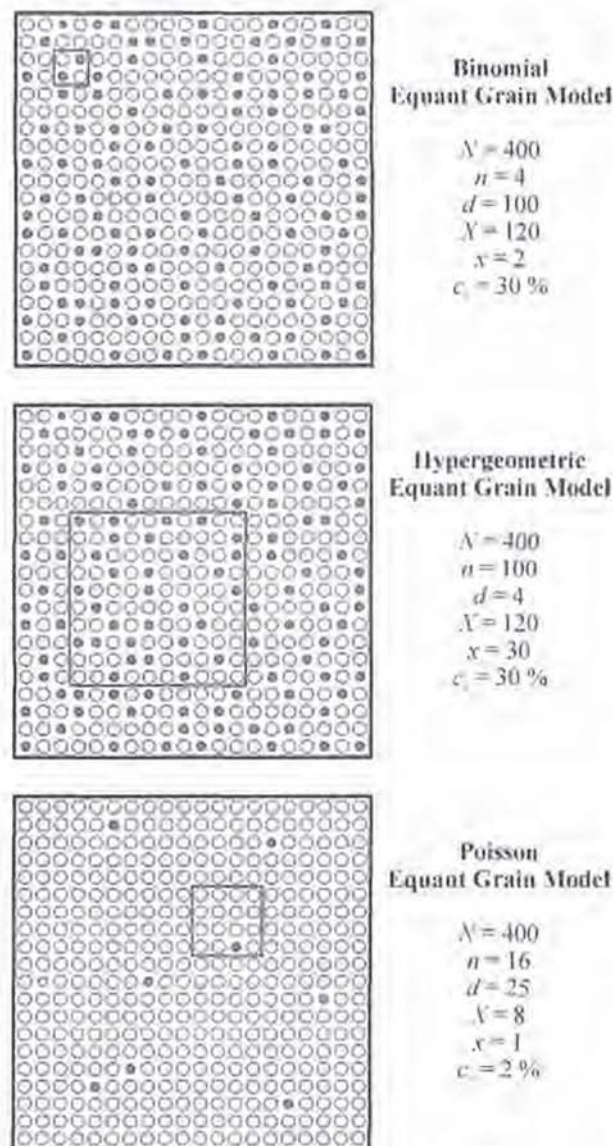 Binomial
Equant Grain Model
N = 400
n = 4
d = 100
X = 120
x = 2
c = 30 %
Hypergeometric
Equant Grain Model
N = 400
n = 100
d = 4
X = 120
x = 30
c = 30 %
Poisson
Equant Grain Model
N = 400
n = 16
d = 25
X = 8
x = 1
c = 2 %